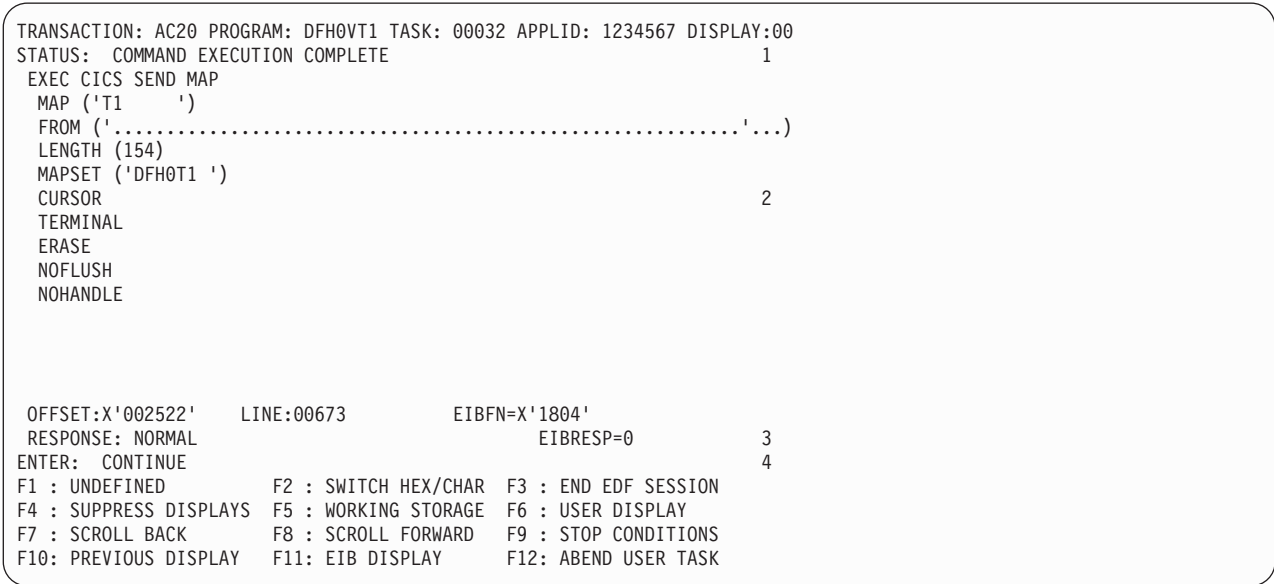 TRANSACTION: AC20 PROGRAM: DFH0VT1 TASK: 00032 APPLID: 1234567 DISPLAY:00
STATUS:  COMMAND EXECUTION COMPLETE                                   1
 EXEC CICS SEND MAP
  MAP ('T1     ')
  FROM ('...........................................................'...)
  LENGTH (154)
  MAPSET ('DFH0T1 ')
  CURSOR                                                         2
  TERMINAL
  ERASE
  NOFLUSH
  NOHANDLE
 OFFSET:X'002522'    LINE:00673          EIBFN=X'1804'
 RESPONSE: NORMAL                                EIBRESP=0            3
ENTER:  CONTINUE                                                      4
F1 : UNDEFINED          F2 : SWITCH HEX/CHAR  F3 : END EDF SESSION
F4 : SUPPRESS DISPLAYS  F5 : WORKING STORAGE  F6 : USER DISPLAY
F7 : SCROLL BACK        F8 : SCROLL FORWARD   F9 : STOP CONDITIONS
F10: PREVIOUS DISPLAY   F11: EIB DISPLAY      F12: ABEND USER TASK